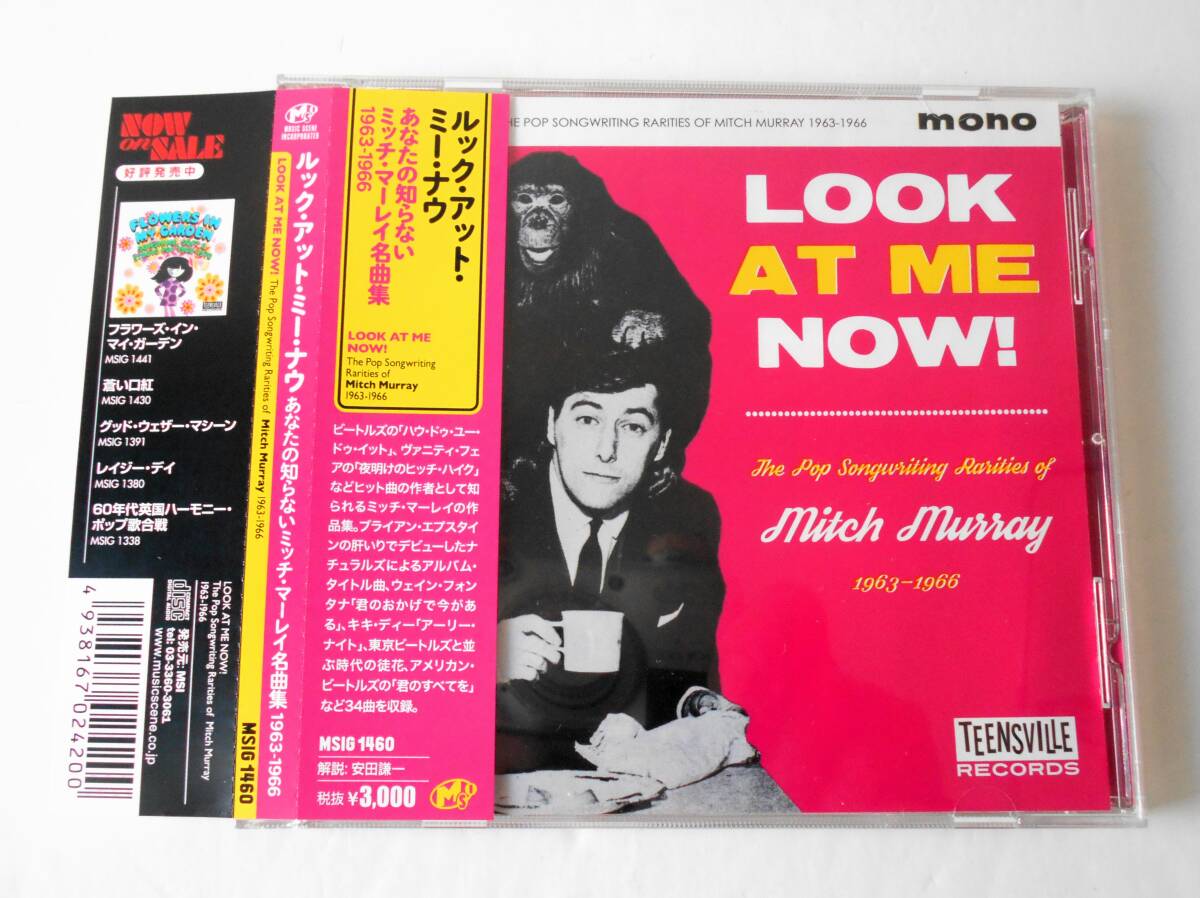 NOW
on SALE
好評発売中
FLOWERS IN
MY GARDEN
フラワーズ・イン・
マイ・ガーデン
MSIG 1441
蒼い口紅
MSIG 1430
グッド・ウェザー・マシーン
MSIG 1391
レイジー・デイ
MSIG 1380
60年代英国ハーモニー・
ポップ歌合戦
MSIG 1338
4 938167 024200
COMPACT
disc
DIGITAL AUDIO
LOOK AT ME NOW!
The Pop Songwriting Rarities of Mitch Murray
1963-1966
発売元: MSI
tel: 03-3360-3061
www.musicscene.co.jp
MSI
MUSIC SCENE
INCORPORATED
ルック・アット・ミー・ナウ あなたの知らないミッチ・マーレイ名曲集 1963-1966
LOOK AT ME NOW! The Pop Songwriting Rarities of Mitch Murray 1963-1966
MSIG 1460
ルック・アット・
ミー・ナウ
あなたの知らない
ミッチ・マーレイ名曲集
1963-1966
LOOK AT ME
NOW!
The Pop Songwriting
Rarities of
Mitch Murray
1963-1966
ビートルズの「ハウ・ドゥ・ユー・
ドゥ・イット」、ヴァニティ・フェ
アの「夜明けのヒッチ・ハイク」
などヒット曲の作者として知
られるミッチ・マーレイの作
品集。ブライアン・エプスタイ
ンの肝いりでデビューしたナ
チュラルズによるアルバム・
タイトル曲、ウェイン・フォン
タナ「君のおかげで今があ
る」、キキ・ディー「アーリー・
ナイト」、東京ビートルズと並
ぶ時代の徒花、アメリカン・
ビートルズの「君のすべてを」
など34曲を収録。
MSIG 1460
解説: 安田謙一
税抜 ¥3,000
MSI
HE POP SONGWRITING RARITIES OF MITCH MURRAY 1963-1966
mono
LOOK
AT ME
NOW!
The Pop Songwriting Rarities of
Mitch Murray
1963-1966
TEENSVILLE
RECORDS